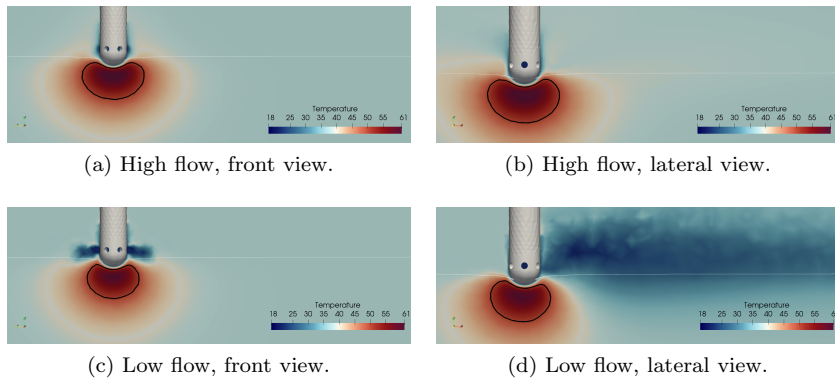 Temperature
18 25 30 35 40 45 50 55 61
Temperature
18 25 30 35 40 45 50 55 61
(a) High flow, front view.
(b) High flow, lateral view.
Temperature
18 25 30 35 40 45 50 55 61
Temperature
18 25 30 35 40 45 50 55 6
(c) Low flow, front view.
(d) Low flow, lateral view.